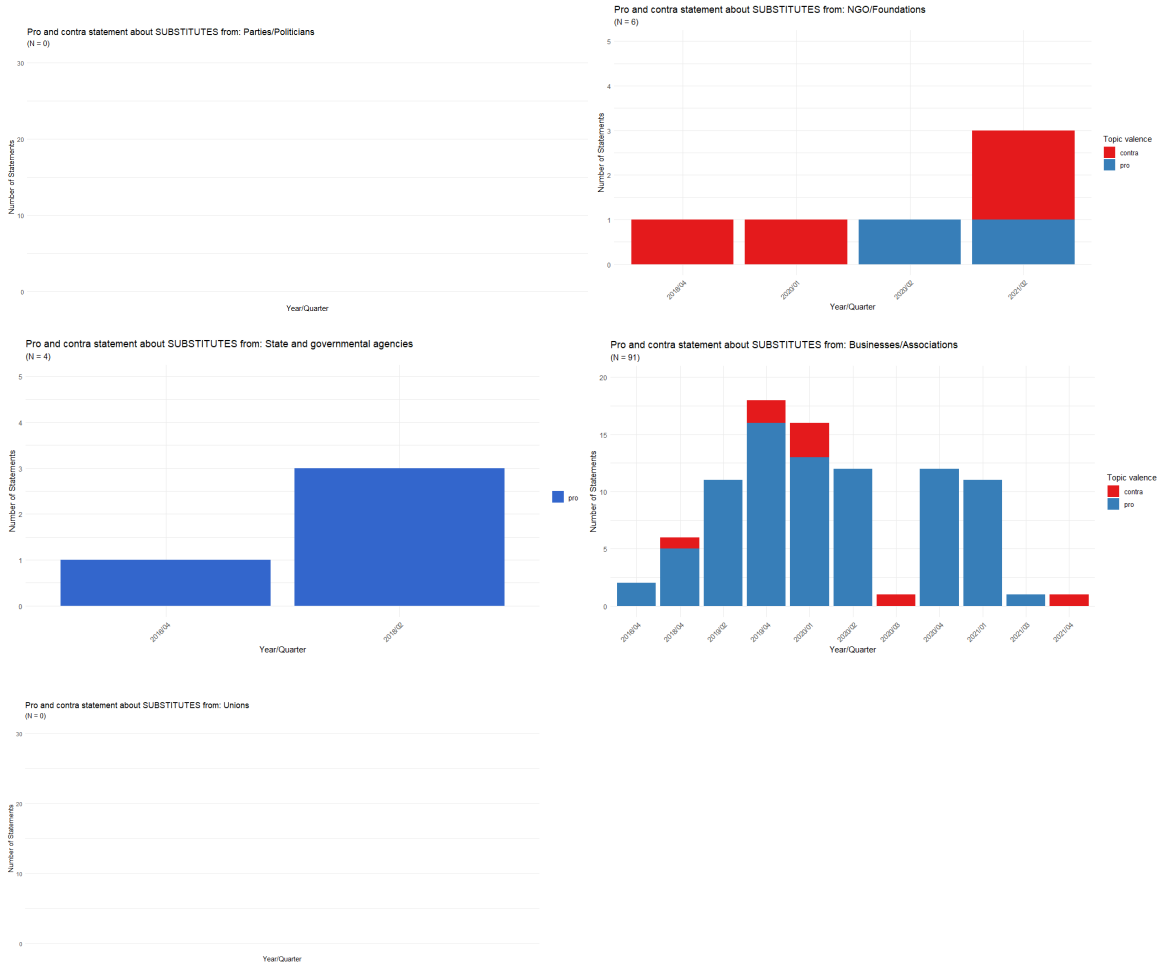 Pro and contra statement about SUBSTITUTES from: Parties/Politicians
(N = 0)
30
20
10
0
Number of Statements
Year/Quarter
Pro and contra statement about SUBSTITUTES from: NGO/Foundations
(N = 6)
5
4
3
2
1
0
Number of Statements
2018/04
2020/01
2020/02
2021/02
Year/Quarter
Topic valence
contra
pro
Pro and contra statement about SUBSTITUTES from: State and governmental agencies
(N = 4)
5
4
3
2
1
0
Number of Statements
2016/04
2018/02
Year/Quarter
pro
Pro and contra statement about SUBSTITUTES from: Businesses/Associations
(N = 91)
20
15
10
5
0
Number of Statements
2016/04
2018/04
2019/02
2019/04
2020/01
2020/02
2020/03
2020/04
2021/01
2021/03
2021/04
Year/Quarter
Topic valence
contra
pro
Pro and contra statement about SUBSTITUTES from: Unions
(N = 0)
30
20
10
0
Number of Statements
Year/Quarter